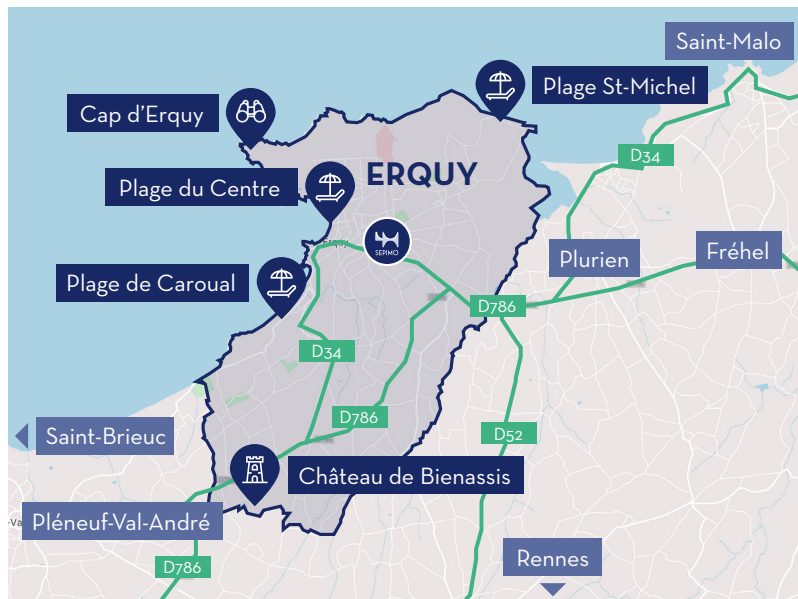 Saint-Malo
Plage St-Michel
Cap d'Erquy
D34
ERQUY
Plage du Centre
Erquy
SEPIMO
Plurien
Fréhel
Plage de Caroual
D786
D34
D786
D52
Saint-Brieuc
Château de Bienassis
Pléneuf-Val-André
Rennes
D786